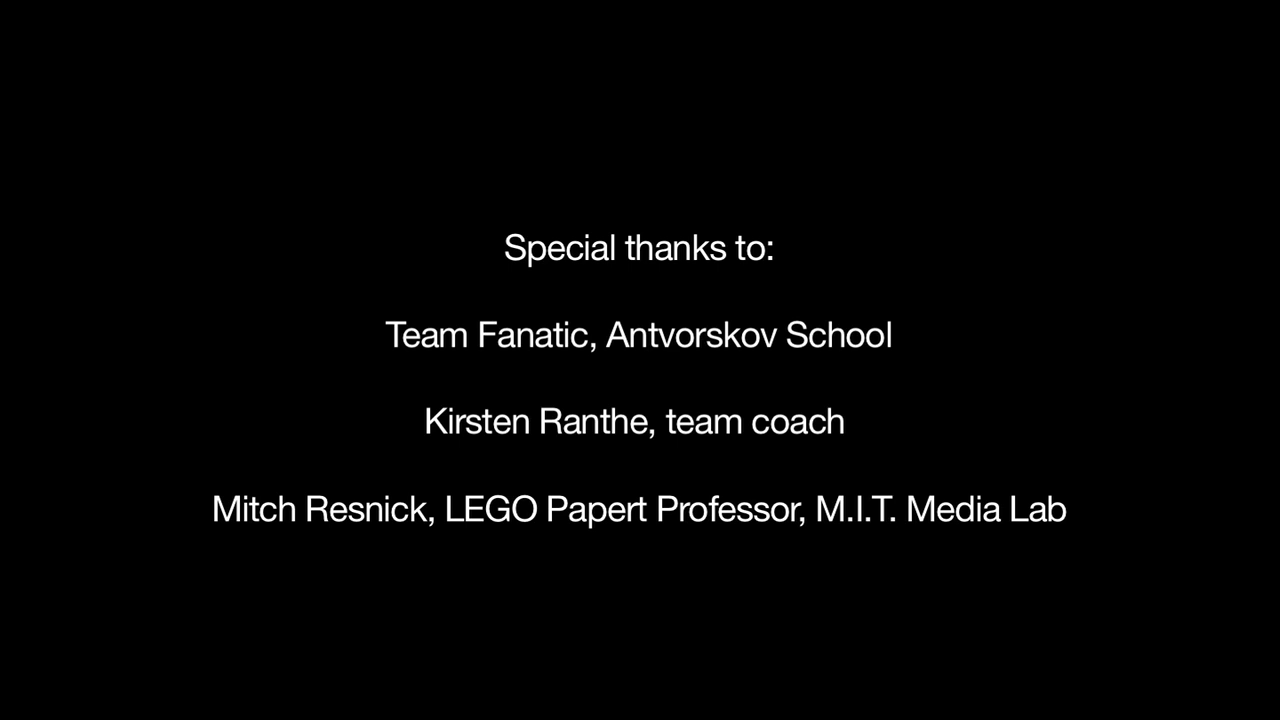 Special thanks to:
Team Fanatic, Antvorskov School
Kirsten Ranthe, team coach
Mitch Resnick, LEGO Papert Professor, M.I.T. Media Lab